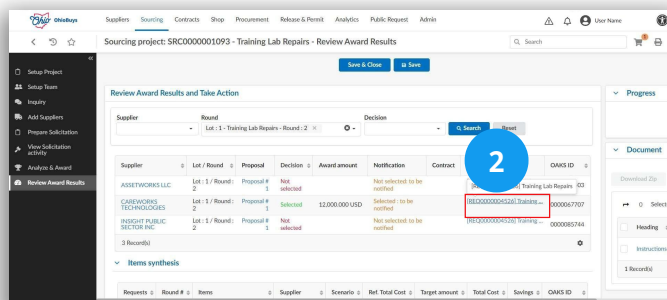 Ohio OhioBuys
Suppliers Sourcing Contracts Shop Procurement Release & Permit Analytics Public Request Admin
User Name
Sourcing project: SRC0000001093 - Training Lab Repairs - Review Award Results
Search
Save & Close Save
Setup Project
Setup Team
Inquiry
Add Suppliers
Prepare Solicitation
View Solicitation
activity
Analyze & Award
Review Award Results
Review Award Results and Take Action
Supplier Round Decision
Lot : 1 - Training Lab Repairs - Round : 2
Search Reset
2
Supplier Lot / Round Proposal Decision Award amount Notification Contract OAKS ID
ASSETWORKS LLC Lot : 1 / Round : 2 Proposal # 1 Not selected Not selected: to be notified
Training Lab Repairs
CAREWORKS TECHNOLOGIES Lot : 1 / Round : 2 Proposal # 1 Selected 12,000.000 USD Selected : to be notified [REQ0000004526] Training ... 0000067707
INSIGHT PUBLIC SECTOR INC Lot : 1 / Round : 2 Proposal # 1 Not selected Not selected: to be notified [REQ0000004526] Training ... 0000085744
3 Record(s)
Items synthesis
Requests Round # Items Supplier Scenario Ref. Total Cost Target amount Total Cost Savings OAKS ID
Progress
Document
Download Zip
0 Select
Heading
Instructions
1 Record(s)